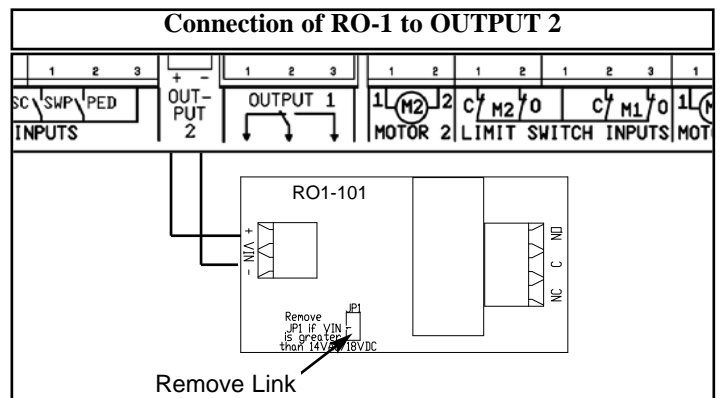 Connection of RO-1 to OUTPUT 2
1 2 3 + - 1 2 3 1 2 1 2 1 2 3 1
SC SWP PED OUT- OUTPUT 1 1 M2 2 C M2 O C M1 O 1
PUT
INPUTS 2 MOTOR 2 LIMIT SWITCH INPUTS MOT
RO1-101
+ VIN -
NO C NC
JP1
Remove
JP1 if VIN
is greater
than 14VAC/18VDC
Remove Link